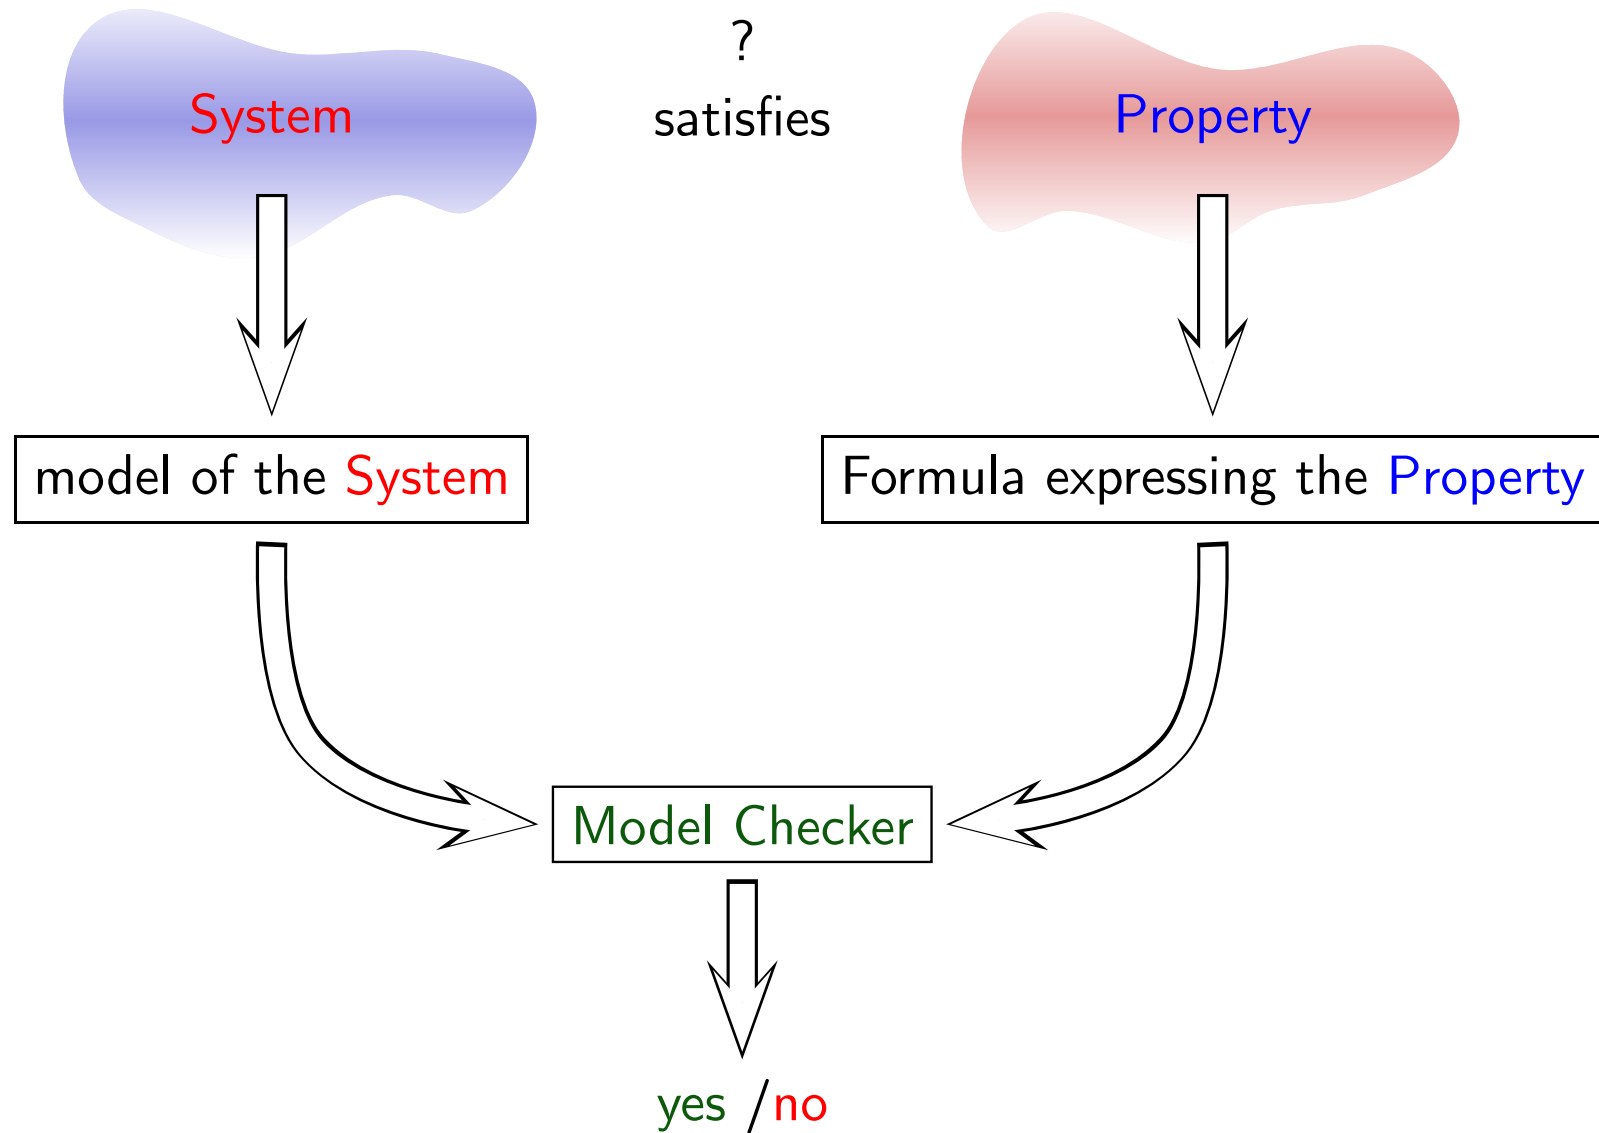 ?
System satisfies Property
model of the System
Formula expressing the Property
Model Checker
yes /no